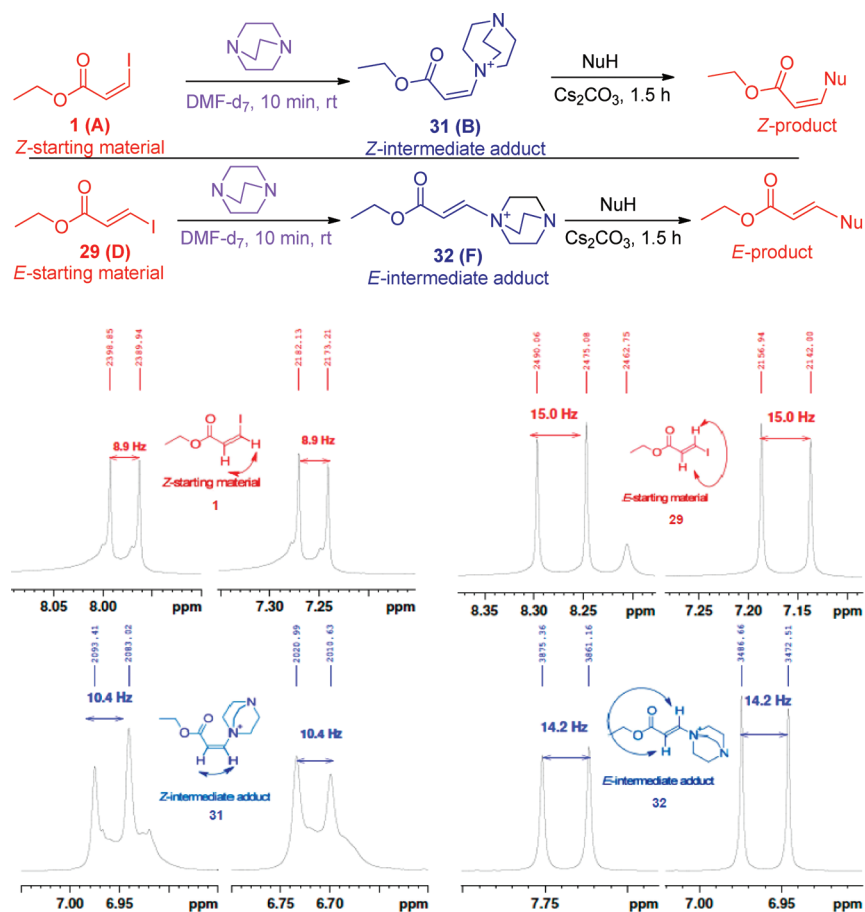 N
N
DMF-d7, 10 min, rt
NuH
Cs2CO3, 1.5 h
O
O
I
1 (A)
Z-starting material
O
O
N
N+
31 (B)
Z-intermediate adduct
O
O
Nu
Z-product
N
N
DMF-d7, 10 min, rt
NuH
Cs2CO3, 1.5 h
O
O
I
29 (D)
E-starting material
O
O
N+
N
32 (F)
E-intermediate adduct
O
O
Nu
E-product
2398.85
2389.94
2182.13
2173.21
2490.06
2475.08
2462.75
2156.94
2142.00
8.9 Hz
O
O
I
H
H
Z-starting material
1
8.9 Hz
15.0 Hz
O
O
H
I
H
E-starting material
29
15.0 Hz
8.05 8.00 ppm
7.30 7.25 ppm
8.35 8.30 8.25 ppm
7.25 7.20 7.15 ppm
2093.41
2083.02
2020.99
2010.63
3875.36
3861.16
3486.66
3472.51
10.4 Hz
O
O
N
N+
H H
Z-intermediate adduct
31
10.4 Hz
14.2 Hz
O
O
H
N+
N
H
E-intermediate adduct
32
14.2 Hz
7.00 6.95 ppm
6.75 6.70 ppm
7.75 ppm
7.00 6.95 ppm